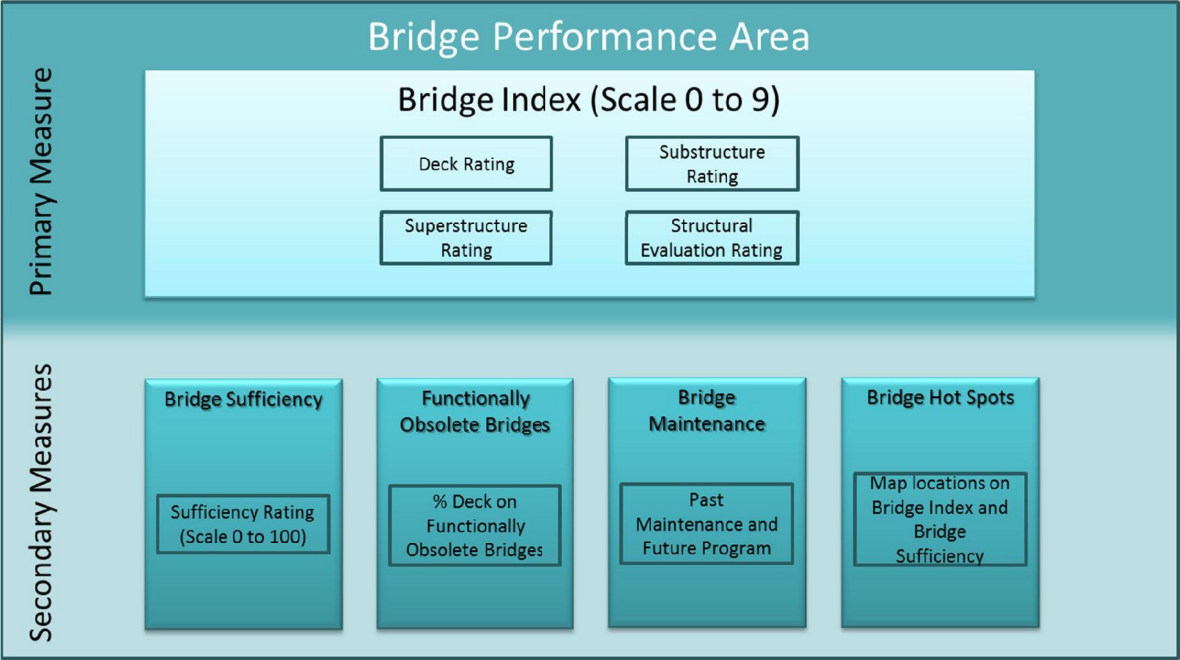 Bridge Performance Area
Primary Measure
Bridge Index (Scale 0 to 9)
Deck Rating
Substructure
Rating
Superstructure
Rating
Structural
Evaluation Rating
Secondary Measures
Bridge Sufficiency
Sufficiency Rating
(Scale 0 to 100)
Functionally
Obsolete Bridges
% Deck on
Functionally
Obsolete Bridges
Bridge
Maintenance
Past
Maintenance and
Future Program
Bridge Hot Spots
Map locations on
Bridge Index and
Bridge
Sufficiency